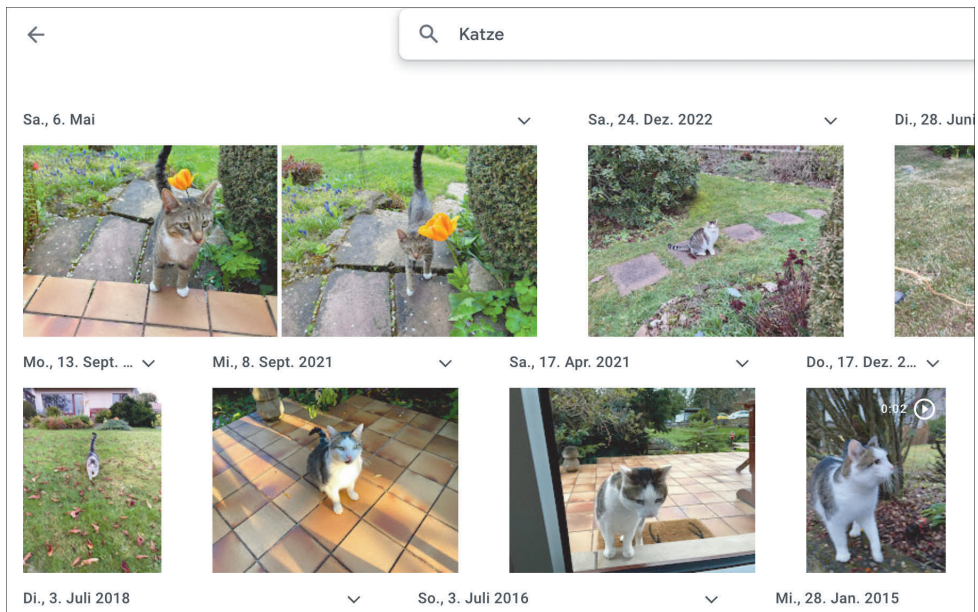 Katze
Sa., 6. Mai
Sa., 24. Dez. 2022
Di., 28. Juni
Mo., 13. Sept. ...
Mi., 8. Sept. 2021
Sa., 17. Apr. 2021
Do., 17. Dez. 2...
0:02
Di., 3. Juli 2018
So., 3. Juli 2016
Mi., 28. Jan. 2015